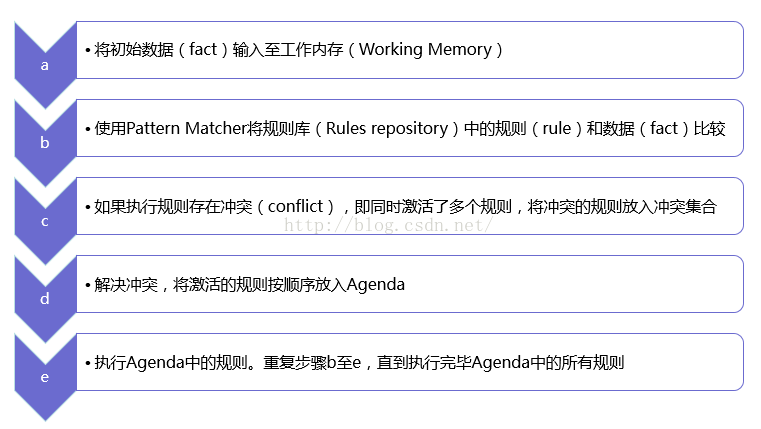 a
• 将初始数据（fact）输入至工作内存（Working Memory）
b
• 使用Pattern Matcher将规则库（Rules repository）中的规则（rule）和数据（fact）比较
c
• 如果执行规则存在冲突（conflict），即同时激活了多个规则，将冲突的规则放入冲突集合
http://blog.csdn.net/
d
• 解决冲突，将激活的规则按顺序放入Agenda
e
• 执行Agenda中的规则。重复步骤b至e，直到执行完毕Agenda中的所有规则